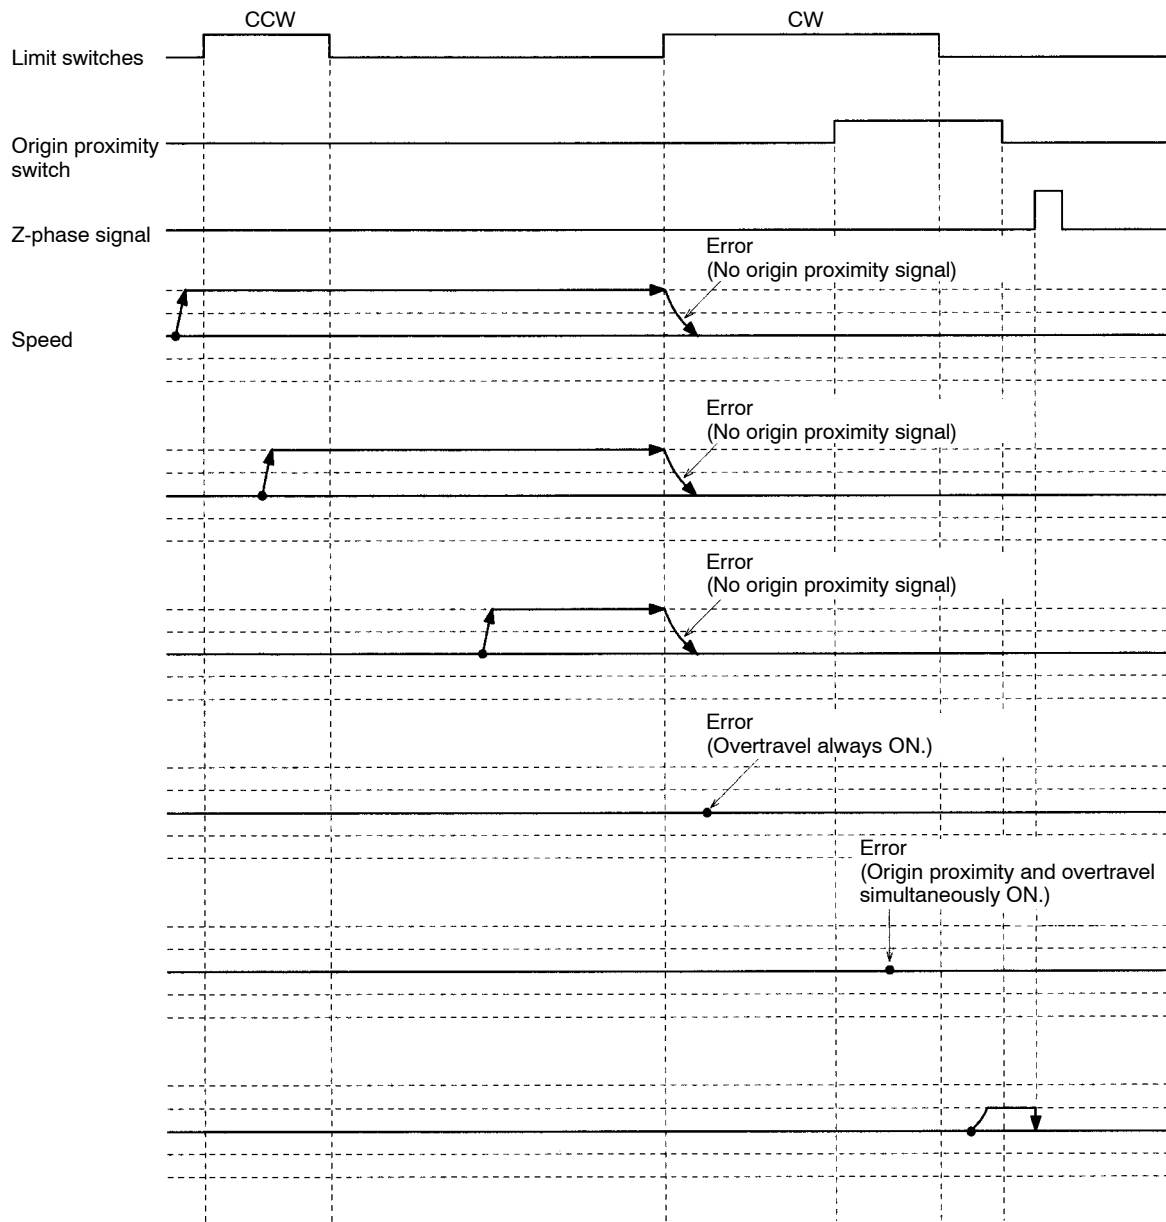 CCW
CW
Limit switches
Origin proximity
switch
Z-phase signal
Error
(No origin proximity signal)
Speed
Error
(No origin proximity signal)
Error
(No origin proximity signal)
Error
(Overtravel always ON.)
Error
(Origin proximity and overtravel
simultaneously ON.)